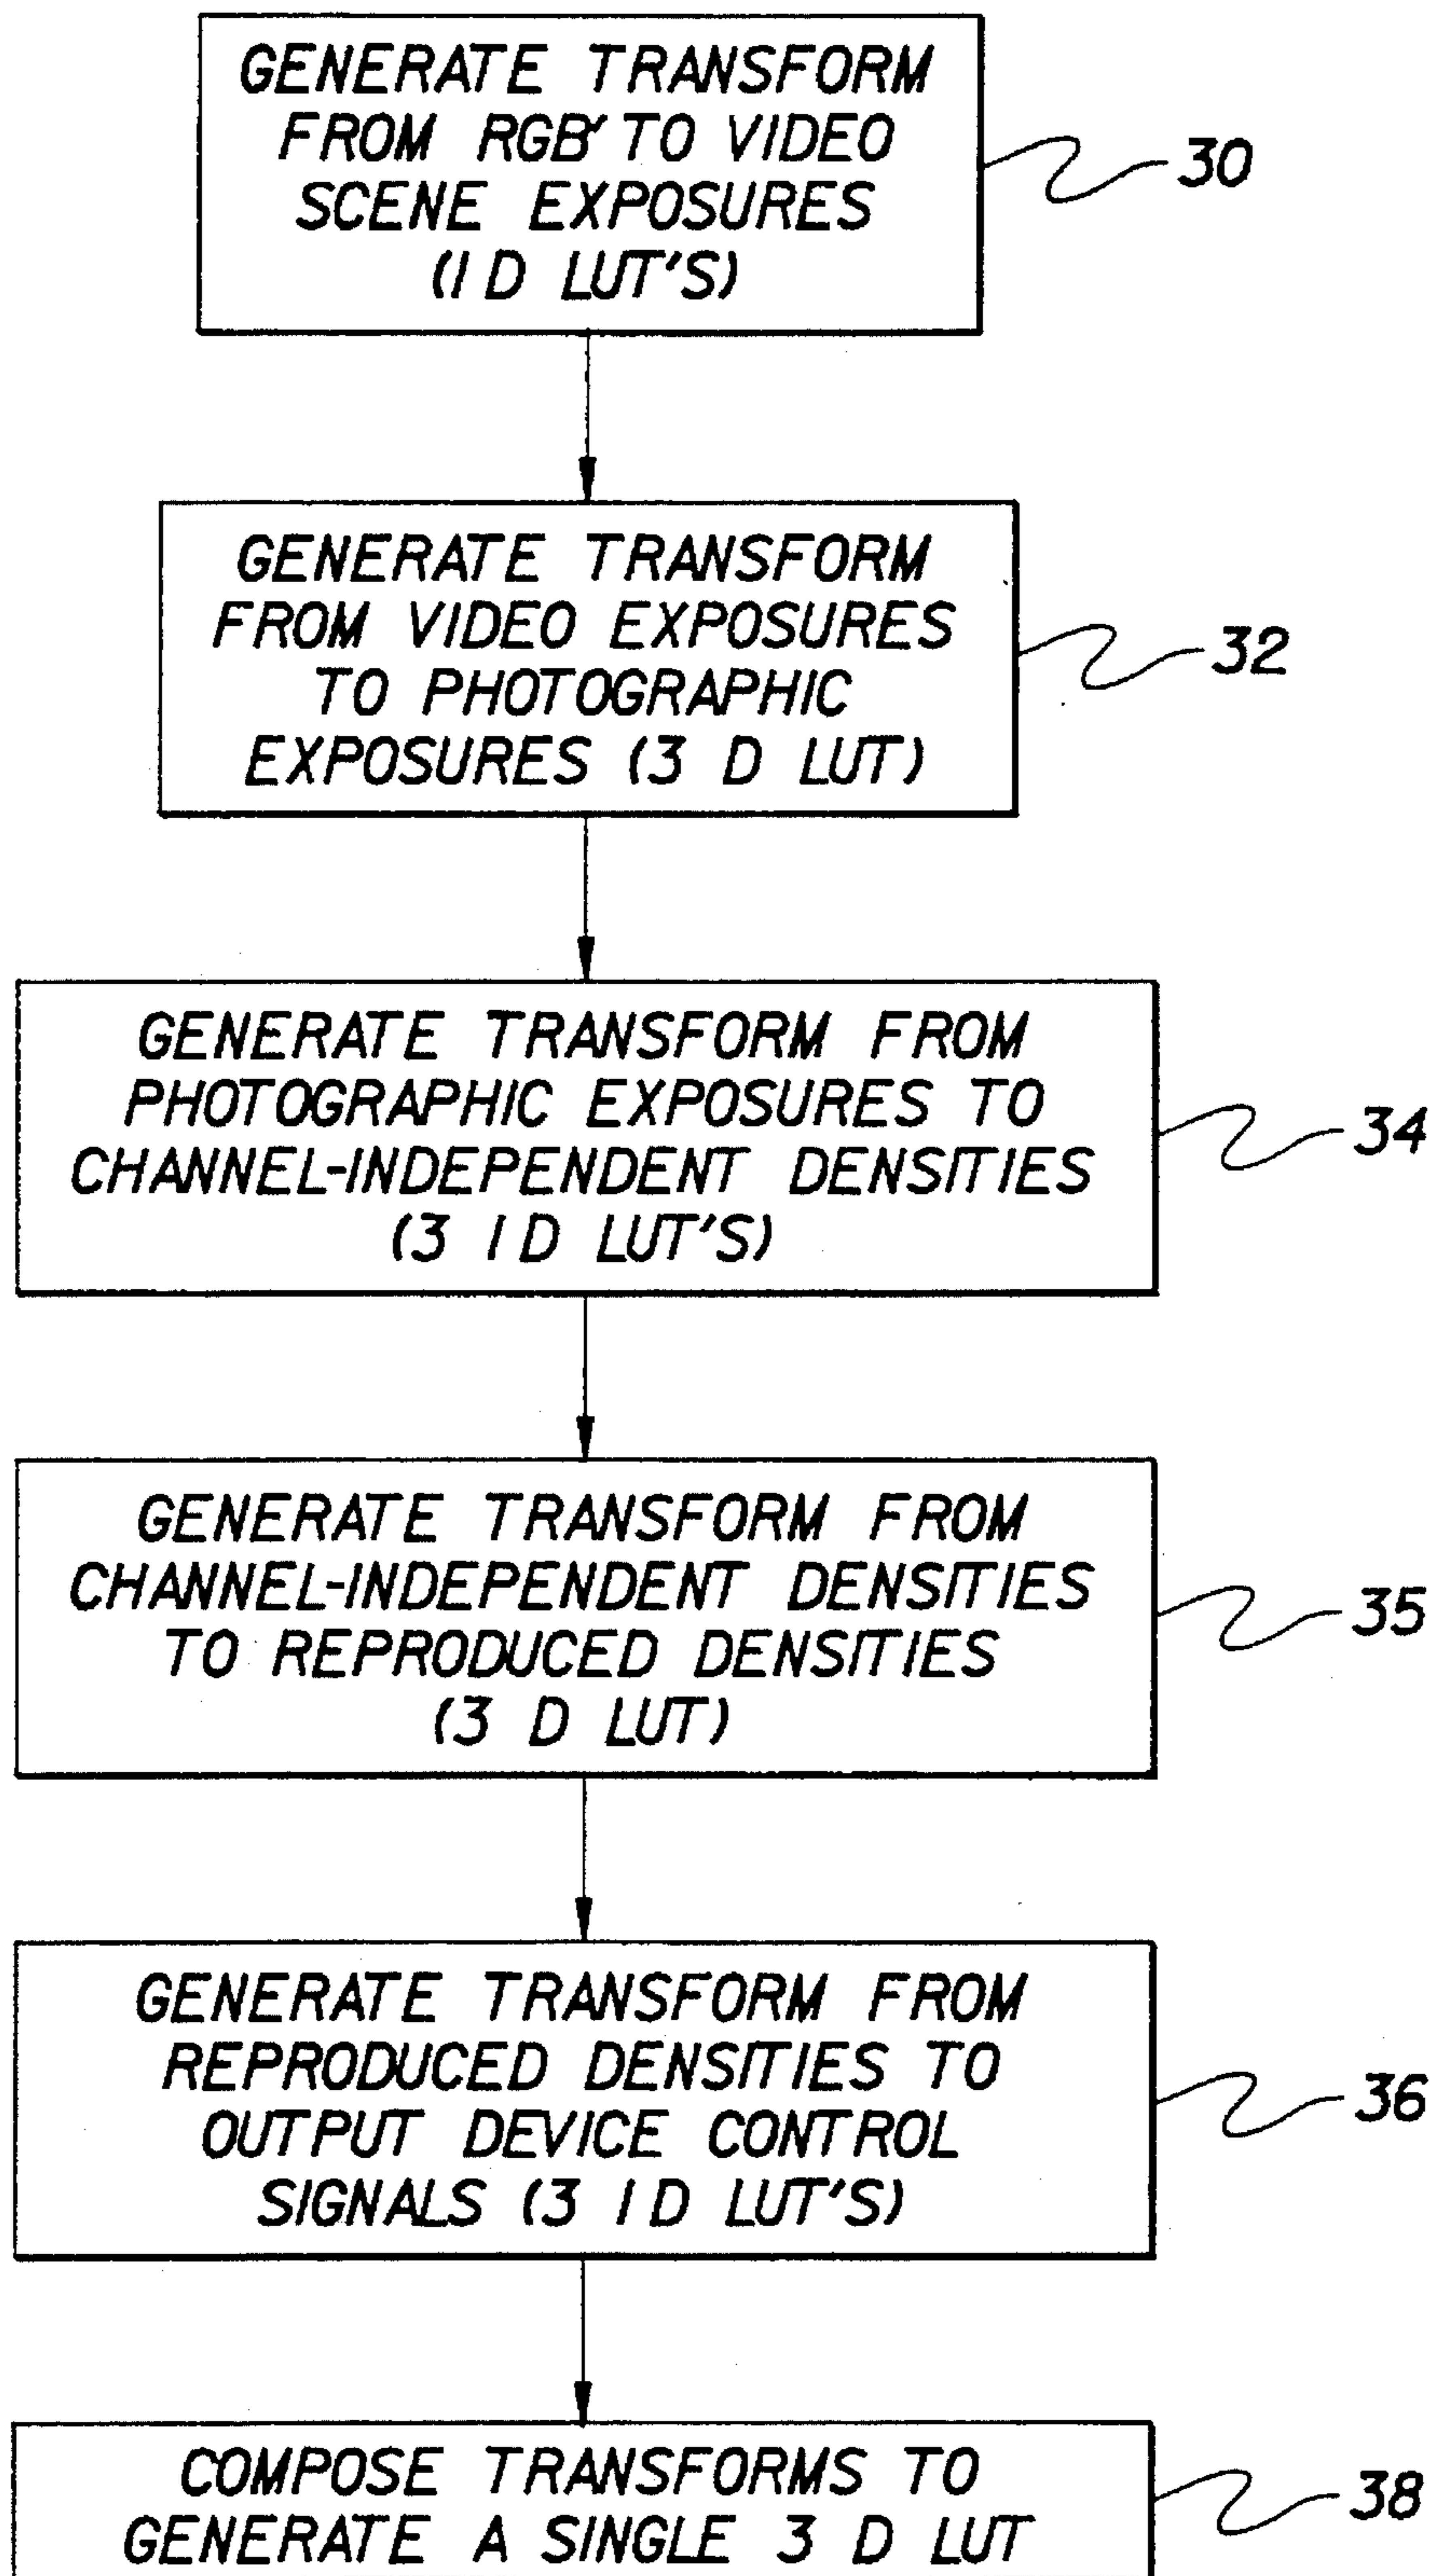 GENERATE TRANSFORM
FROM RGB' TO VIDEO
SCENE EXPOSURES
(1 D LUT'S)
30
GENERATE TRANSFORM
FROM VIDEO EXPOSURES
TO PHOTOGRAPHIC
EXPOSURES (3 D LUT)
32
GENERATE TRANSFORM FROM
PHOTOGRAPHIC EXPOSURES TO
CHANNEL-INDEPENDENT DENSITIES
(3 1 D LUT'S)
34
GENERATE TRANSFORM FROM
CHANNEL-INDEPENDENT DENSITIES
TO REPRODUCED DENSITIES
(3 D LUT)
35
GENERATE TRANSFORM FROM
REPRODUCED DENSITIES TO
OUTPUT DEVICE CONTROL
SIGNALS (3 1 D LUT'S)
36
COMPOSE TRANSFORMS TO
GENERATE A SINGLE 3 D LUT
38